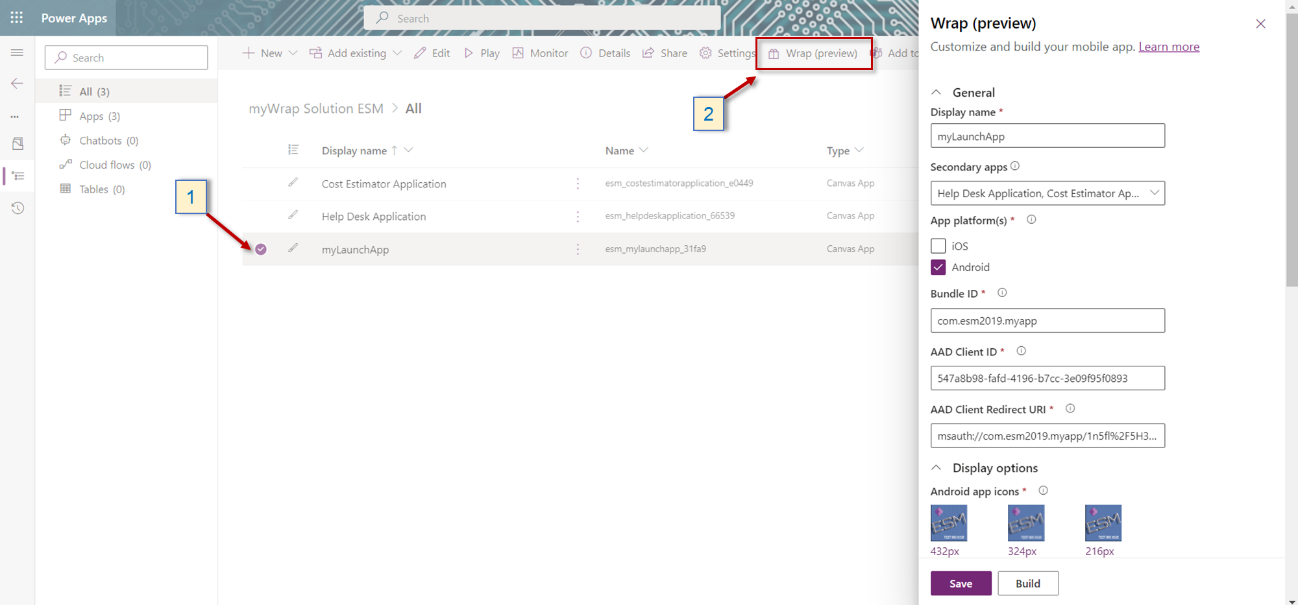 Power Apps
Search
Search
New
Add existing
Edit
Play
Monitor
Details
Share
Settings
Wrap (preview)
Add to
All (3)
Apps (3)
Chatbots (0)
Cloud flows (0)
Tables (0)
1
2
myWrap Solution ESM > All
Display name ↑
Name
Type
Cost Estimator Application
esm_costestimatorapplication_e0449
Canvas App
Help Desk Application
esm_helpdeskapplication_66539
Canvas App
myLaunchApp
esm_mylaunchapp_31fa9
Canvas App
Wrap (preview)
Customize and build your mobile app. Learn more
General
Display name *
myLaunchApp
Secondary apps
Help Desk Application, Cost Estimator Ap...
App platform(s) *
iOS
Android
Bundle ID *
com.esm2019.myapp
AAD Client ID *
547a8b98-fafd-4196-b7cc-3e09f95f0893
AAD Client Redirect URI *
msauth://com.esm2019.myapp/1n5fl%2F5H3...
Display options
Android app icons *
ESM
ESM
ESM
432px
324px
216px
Save
Build